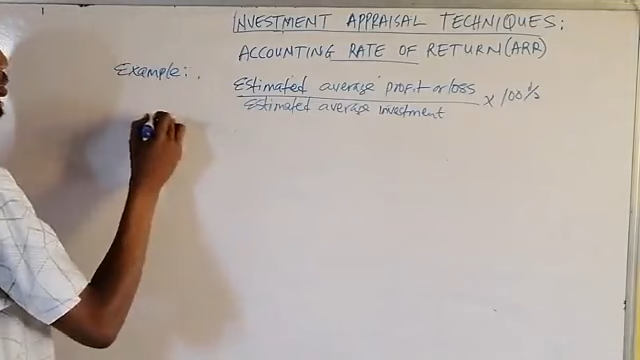 INVESTMENT APPRAISAL TECHNIQUES:
ACCOUNTING RATE OF RETURN (ARR)
Example:
Estimated average profit or loss
Estimated average investment × 100%